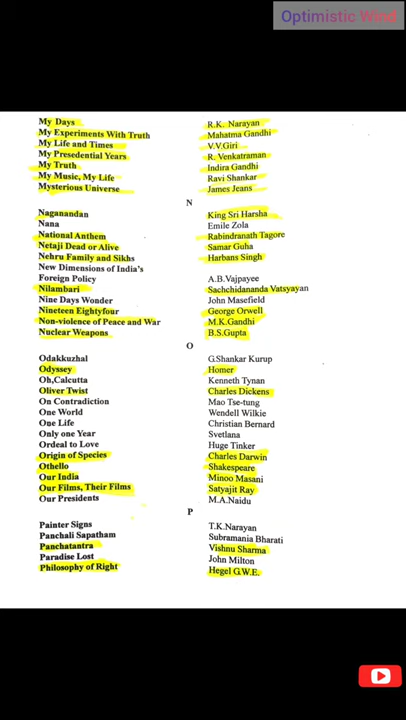 Optimistic Wind
My Days R.K. Narayan
My Experiments With Truth Mahatma Gandhi
My Life and Times V.V.Giri
My Presedential Years R. Venkatraman
My Truth Indira Gandhi
My Music, My Life Ravi Shankar
Mysterious Universe James Jeans
N
Naganandan King Sri Harsha
Nana Emile Zola
National Anthem Rabindranath Tagore
Netaji Dead or Alive Samar Guha
Nehru Family and Sikhs Harbans Singh
New Dimensions of India's
Foreign Policy A.B.Vajpayee
Nilambari Sachchidananda Vatsyayan
Nine Days Wonder John Masefield
Nineteen Eightyfour George Orwell
Non-violence of Peace and War M.K.Gandhi
Nuclear Weapons B.S.Gupta
O
Odakkuzhal G.Shankar Kurup
Odyssey Homer
Oh,Calcutta Kenneth Tynan
Oliver Twist Charles Dickens
On Contradiction Mao Tse-tung
One World Wendell Wilkie
One Life Christian Bernard
Only one Year Svetlana
Ordeal to Love Huge Tinker
Origin of Species Charles Darwin
Othello Shakespeare
Our India Minoo Masani
Our Films, Their Films Satyajit Ray
Our Presidents M.A.Naidu
P
Painter Signs T.K.Narayan
Panchali Sapatham Subramania Bharati
Panchatantra Vishnu Sharma
Paradise Lost John Milton
Philosophy of Right Hegel G.W.E.